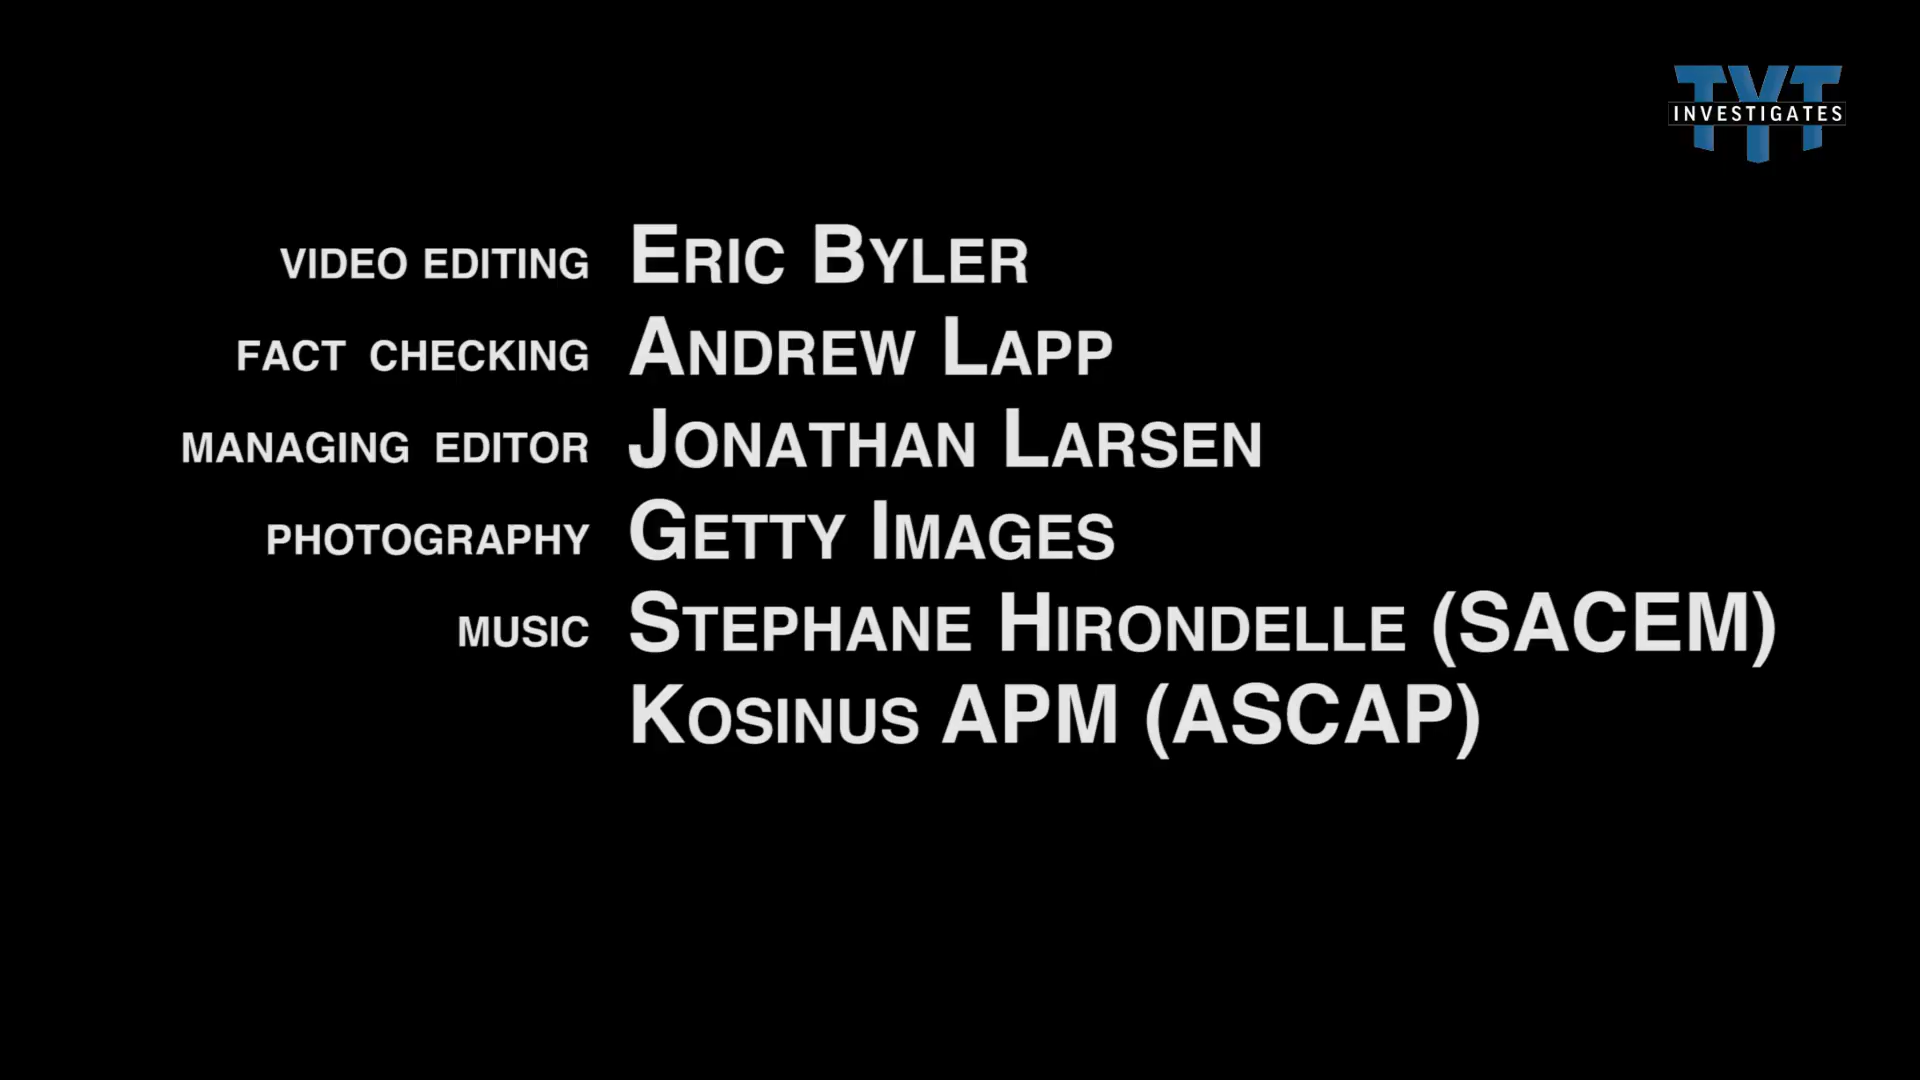 TYT
INVESTIGATES
VIDEO EDITING ERIC BYLER
FACT CHECKING ANDREW LAPP
MANAGING EDITOR JONATHAN LARSEN
PHOTOGRAPHY GETTY IMAGES
MUSIC STEPHANE HIRONDELLE (SACEM)
KOSINUS APM (ASCAP)